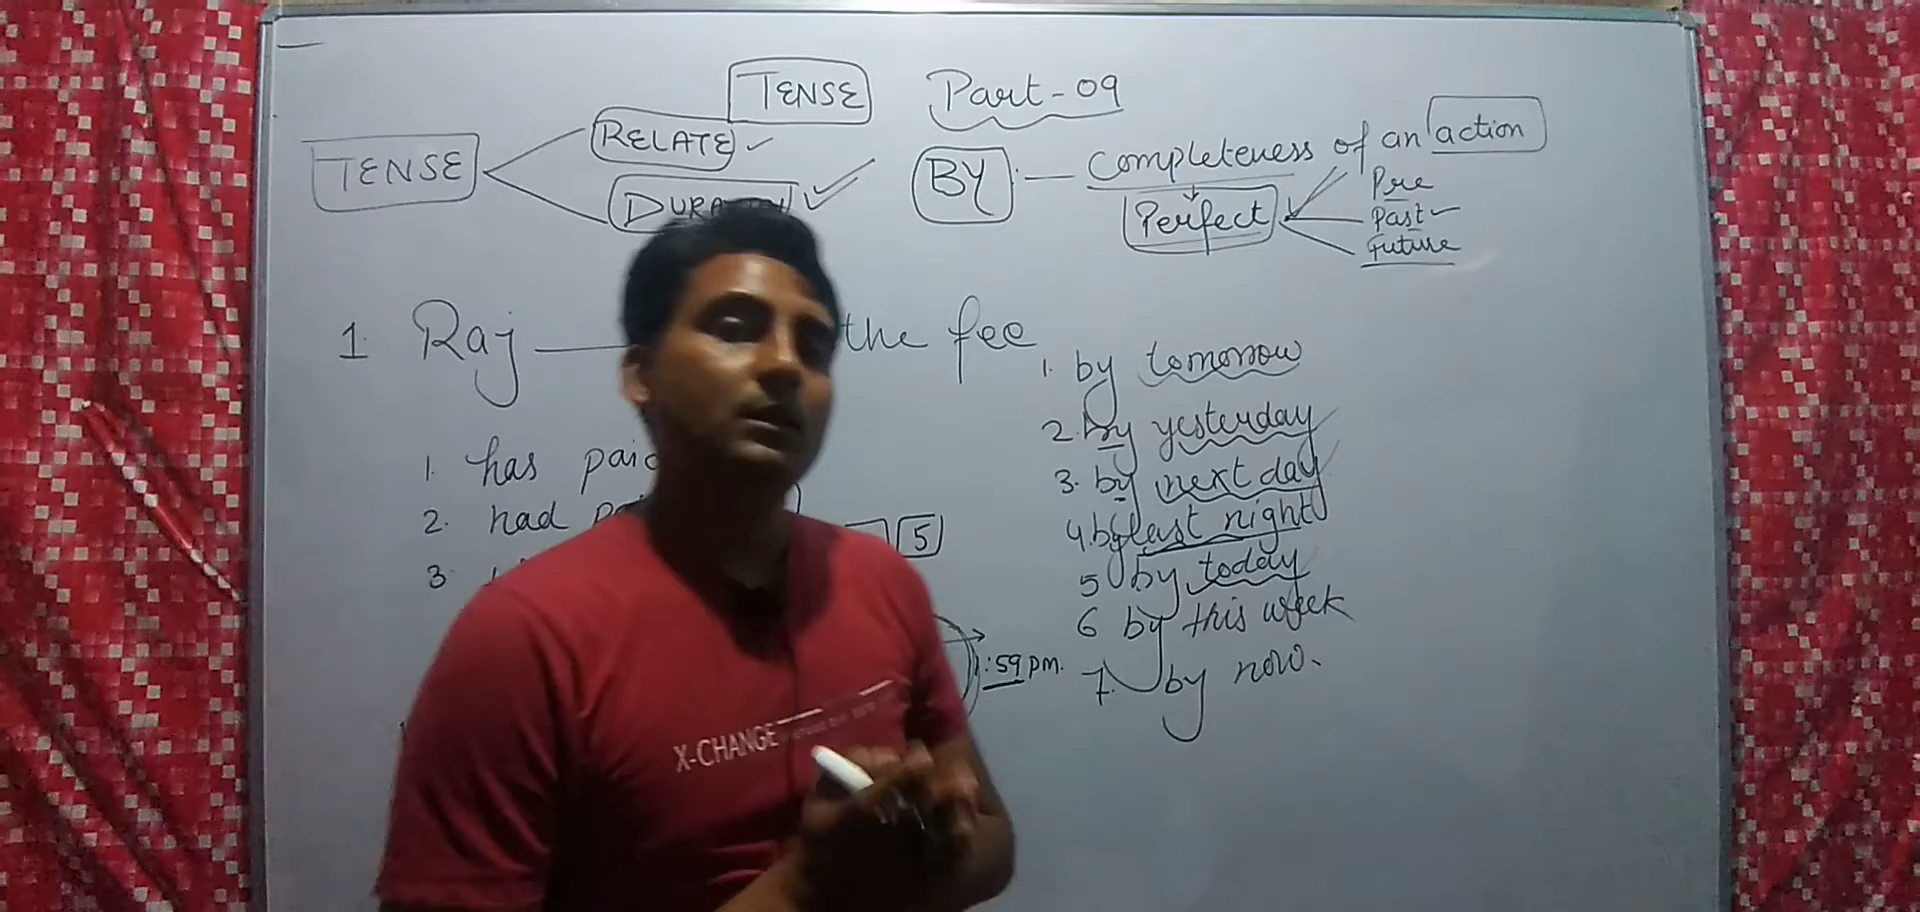 TENSE Part-09
TENSE
RELATE
BY — Completeness of an action
Perfect
Pre
Past
Future
1. Raj the fee
1. by tomorrow
2. by yesterday
3. by next day
4. by last night
5 by today
6 by this week
7. by now.
1. has paid
2. had
3.
5
:59 pm.
X-CHANGE